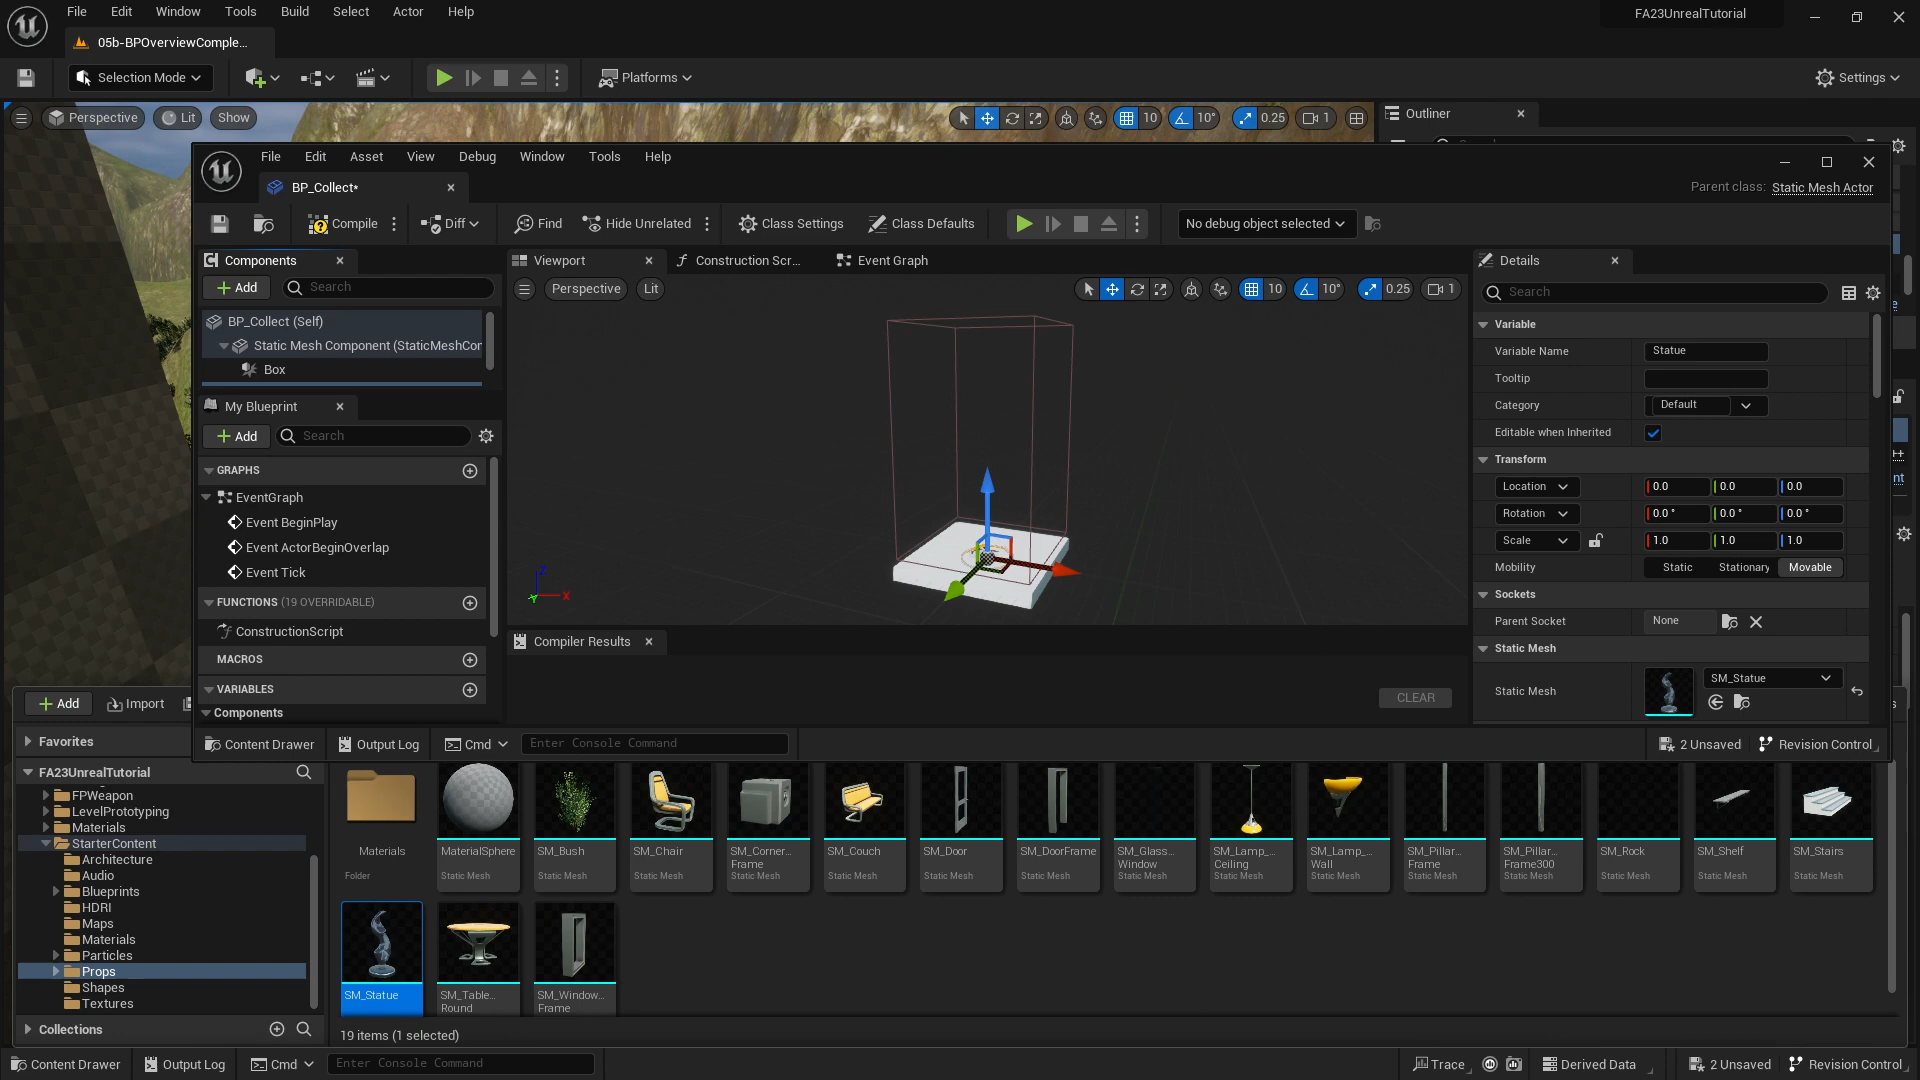 File Edit Window Tools Build Select Actor Help
FA23UnrealTutorial
05b-BPOverviewComple...
Selection Mode
Platforms
Settings
Perspective Lit Show
10 10° 0.25 1
Outliner
File Edit Asset View Debug Window Tools Help
BP_Collect*
Parent class: Static Mesh Actor
Compile Diff Find Hide Unrelated Class Settings Class Defaults No debug object selected
Components
Viewport Construction Scr... Event Graph
Details
Add Search
Perspective Lit
10 10° 0.25 1
Search
BP_Collect (Self)
Static Mesh Component (StaticMeshCor
Box
Variable
Variable Name Statue
Tooltip
Category Default
Editable when Inherited
My Blueprint
Add Search
GRAPHS
EventGraph
Event BeginPlay
Event ActorBeginOverlap
Event Tick
FUNCTIONS (19 OVERRIDABLE)
ConstructionScript
MACROS
VARIABLES
Components
Transform
Location 0.0 0.0 0.0
Rotation 0.0 ° 0.0 ° 0.0 °
Scale 1.0 1.0 1.0
Mobility Static Stationary Movable
Sockets
Parent Socket None
Static Mesh
Static Mesh SM_Statue
Z X Y
Compiler Results
CLEAR
Content Drawer Output Log Cmd Enter Console Command
2 Unsaved Revision Control
Add Import
Favorites
FA23UnrealTutorial
FPWeapon
LevelPrototyping
Materials
StarterContent
Architecture
Audio
Blueprints
HDRI
Maps
Materials
Particles
Props
Shapes
Textures
Collections
Materials
Folder
MaterialSphere
Static Mesh
SM_Bush
Static Mesh
SM_Chair
Static Mesh
SM_Corner...
Frame
Static Mesh
SM_Couch
Static Mesh
SM_Door
Static Mesh
SM_DoorFrame
Static Mesh
SM_Glass...
Window
Static Mesh
SM_Lamp_...
Ceiling
Static Mesh
SM_Lamp_...
Wall
Static Mesh
SM_Pillar...
Frame
Static Mesh
SM_Pillar...
Frame300
Static Mesh
SM_Rock
Static Mesh
SM_Shelf
Static Mesh
SM_Stairs
Static Mesh
SM_Statue
SM_Table...
Round
SM_Window...
Frame
19 items (1 selected)
Content Drawer Output Log Cmd Enter Console Command
Trace Derived Data 2 Unsaved Revision Control